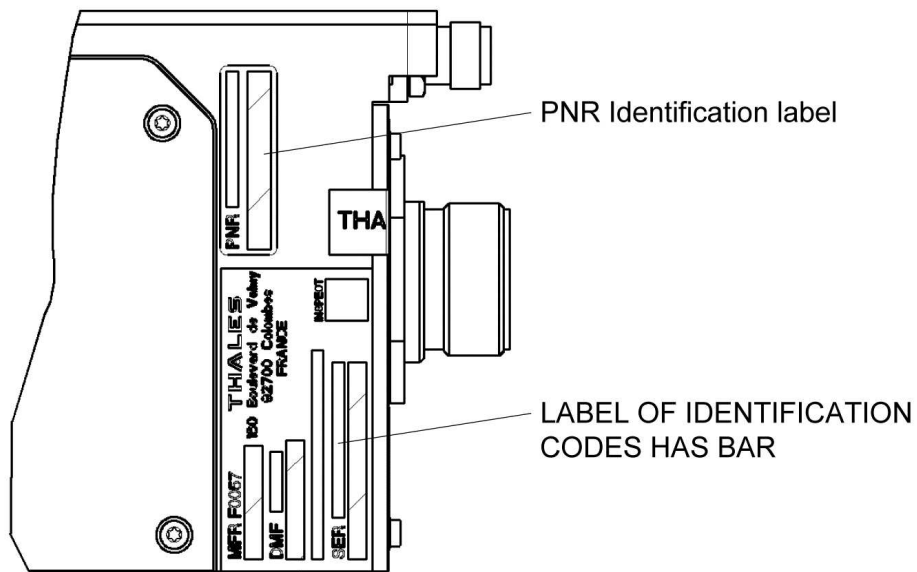 PNR Identification label
PNR
THA
INSPECT
THALES
150 Boulevard de Valmy
92700 Colombes
FRANCE
LABEL OF IDENTIFICATION
CODES HAS BAR
MFR F0057
DMF
SER